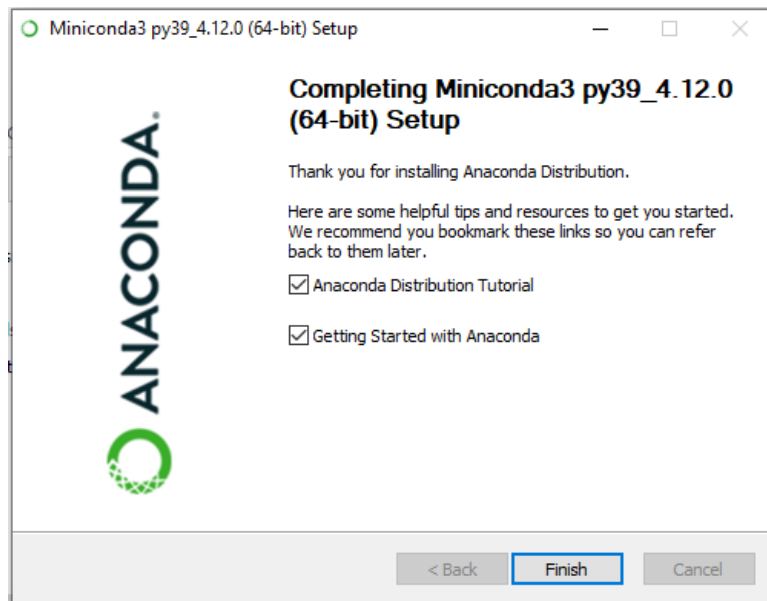 Miniconda3 py39_4.12.0 (64-bit) Setup
Completing Miniconda3 py39_4.12.0
(64-bit) Setup
Thank you for installing Anaconda Distribution.
Here are some helpful tips and resources to get you started.
We recommend you bookmark these links so you can refer
back to them later.
Anaconda Distribution Tutorial
Getting Started with Anaconda
ANACONDA.
< Back
Finish
Cancel